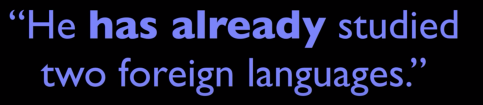 “He has already studied
two foreign languages.”